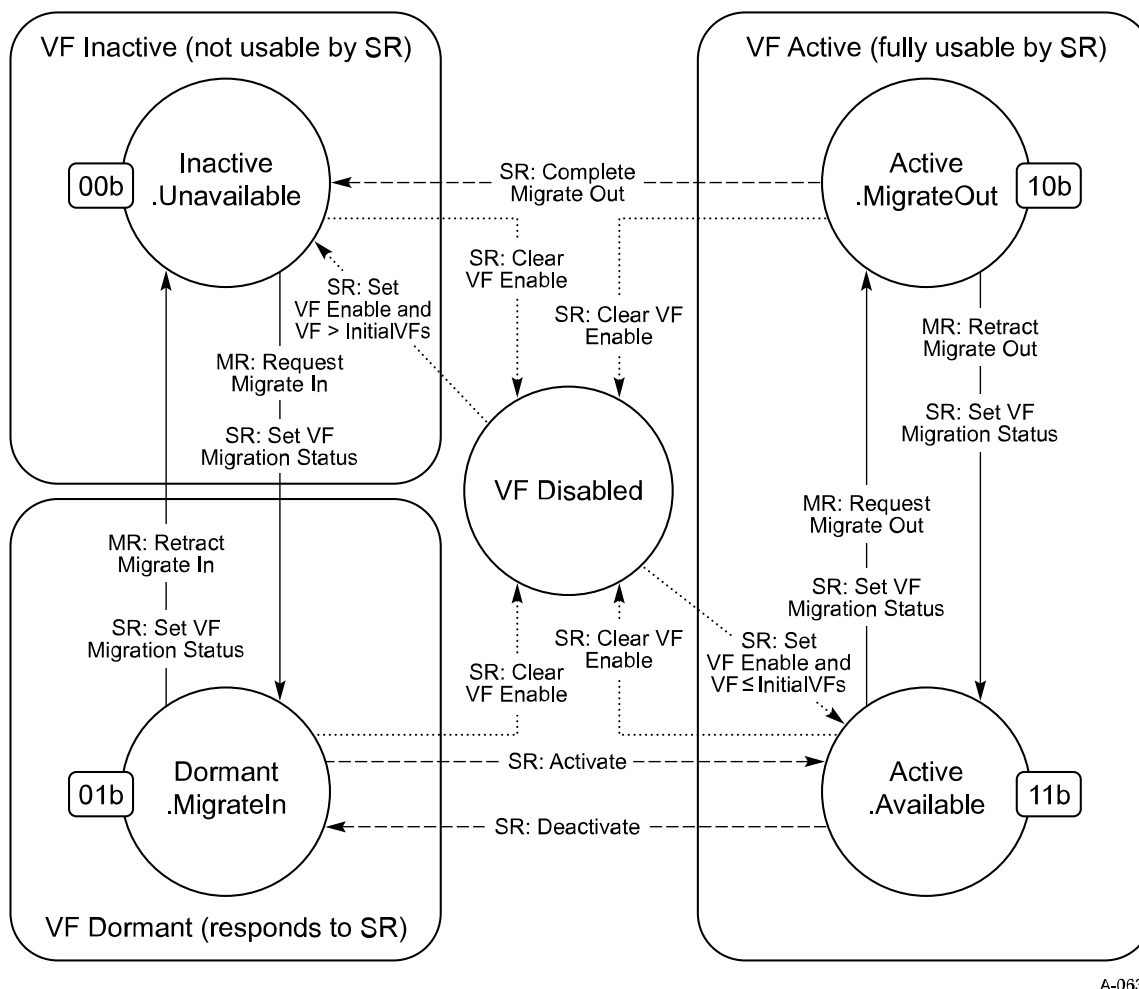 VF Inactive (not usable by SR)
VF Active (fully usable by SR)
Inactive
.Unavailable
00b
SR: Complete
Migrate Out
Active
.MigrateOut
10b
SR: Clear
VF Enable
SR: Set
VF Enable and
VF > InitialVFs
SR: Clear VF
Enable
MR: Request
Migrate In
MR: Retract
Migrate Out
SR: Set VF
Migration Status
SR: Set VF
Migration Status
VF Disabled
MR: Request
Migrate Out
MR: Retract
Migrate In
SR: Set VF
Migration Status
SR: Set VF
Migration Status
SR: Clear VF
Enable
SR: Set
VF Enable and
VF ≤ InitialVFs
SR: Clear
VF Enable
Dormant
.MigrateIn
01b
SR: Activate
SR: Deactivate
Active
.Available
11b
VF Dormant (responds to SR)
A-063